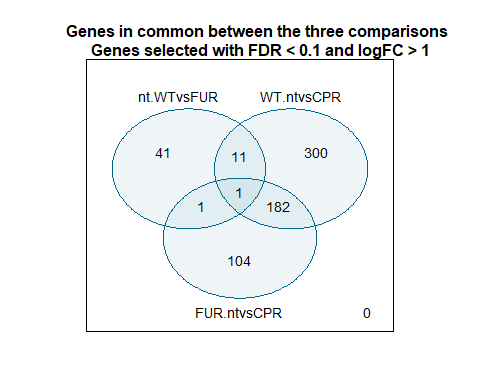 Genes in common between the three comparisons
Genes selected with FDR < 0.1 and logFC > 1
nt.WTvsFUR WT.ntvsCPR
41 11 300
1 1 182
104
FUR.ntvsCPR 0